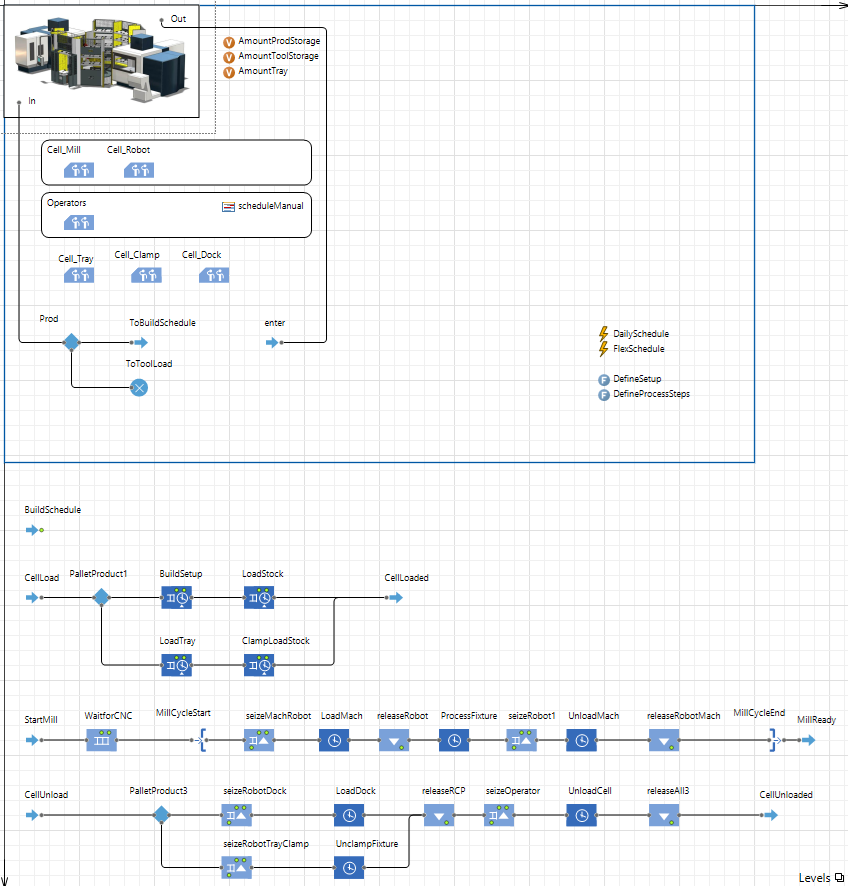 Out
AmountProdStorage
AmountToolStorage
AmountTray
In
Cell_Mill Cell_Robot
Operators scheduleManual
Cell_Tray Cell_Clamp Cell_Dock
Prod ToBuildSchedule enter
ToToolLoad
DailySchedule
FlexSchedule
DefineSetup
DefineProcessSteps
BuildSchedule
CellLoad PalletProduct1 BuildSetup LoadStock CellLoaded
LoadTray ClampLoadStock
StartMill WaitforCNC MillCycleStart seizeMachRobot LoadMach releaseRobot ProcessFixture seizeRobot1 UnloadMach releaseRobotMach MillCycleEnd MillReady
CellUnload PalletProduct3 seizeRobotDock LoadDock releaseRCP seizeOperator UnloadCell releaseAll3 CellUnloaded
seizeRobotTrayClamp UnclampFixture
Levels